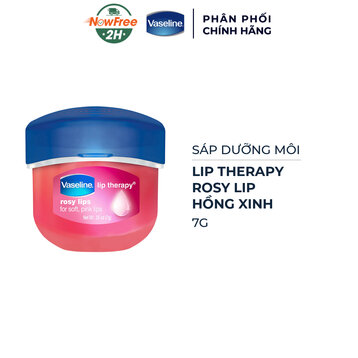 NowFree
2H
Vaseline
PHÂN PHỐI
CHÍNH HÃNG
SÁP DƯỠNG MÔI
LIP THERAPY
ROSY LIP
HỒNG XINH
7G
Vaseline
lip therapy®
rosy lips
for soft, pink lips